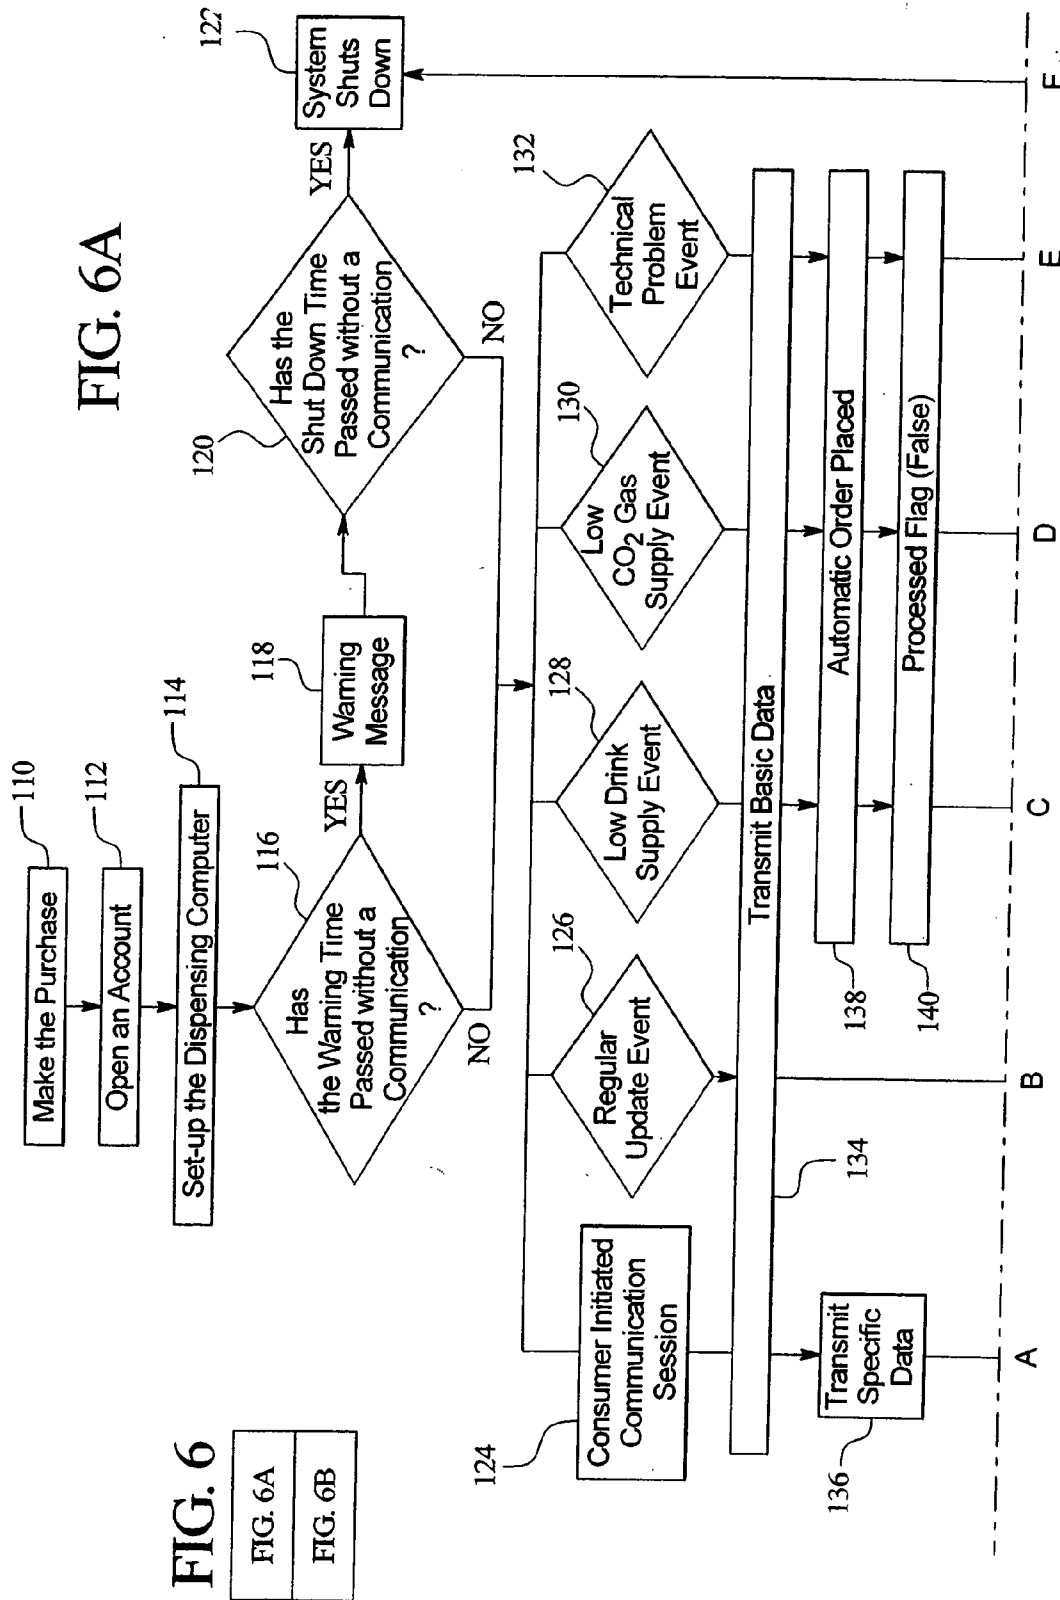 FIG. 6
FIG. 6A
FIG. 6B
FIG. 6A
Make the Purchase
110
Open an Account
112
Set-up the Dispensing Computer
114
Has
the Warning Time
Passed without a
Communication
?
116
YES
NO
Warning
Message
118
Has the
Shut Down Time
Passed without a
Communication
?
120
YES
NO
System
Shuts
Down
122
Consumer Initiated
Communication
Session
124
Regular
Update Event
126
Low Drink
Supply Event
128
Low
CO2 Gas
Supply Event
130
Technical
Problem
Event
132
Transmit Basic Data
134
Transmit
Specific
Data
136
Automatic Order Placed
138
Processed Flag (False)
140
A
B
C
D
E
F